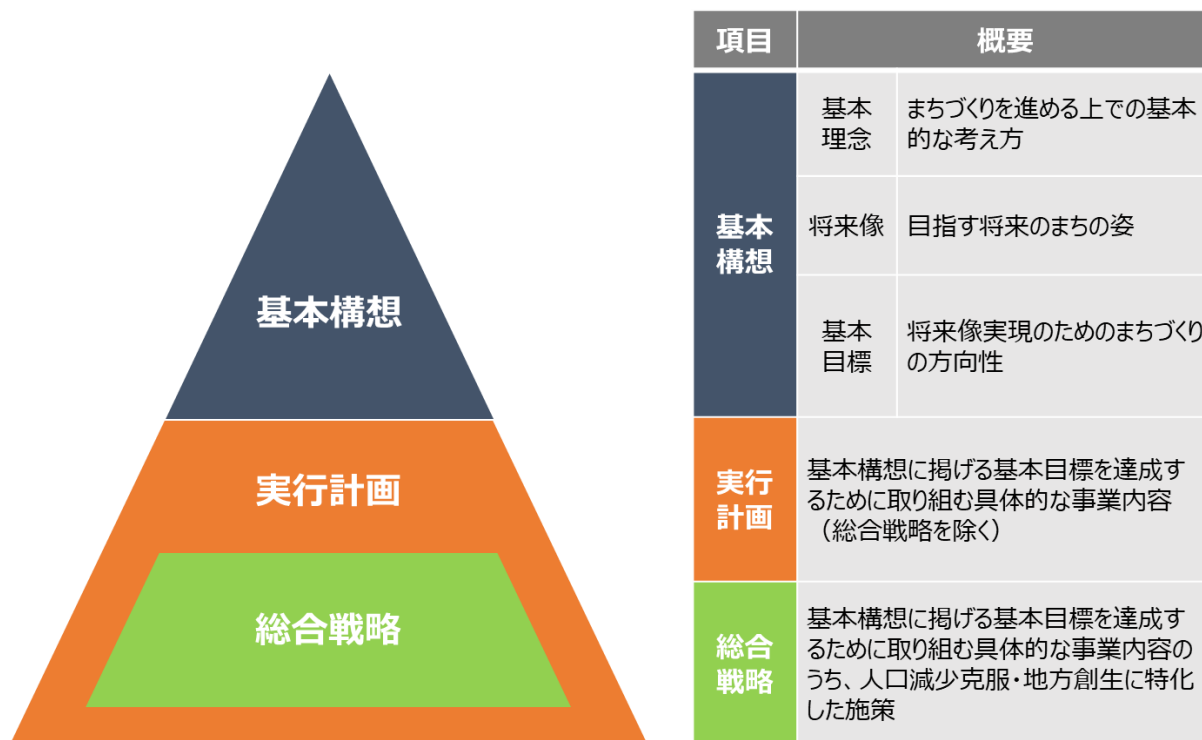 基本構想
実行計画
総合戦略
項目
概要
基本
構想
基本
理念
まちづくりを進める上での基本
的な考え方
将来像
目指す将来のまちの姿
基本
目標
将来像実現のためのまちづくり
の方向性
実行
計画
基本構想に掲げる基本目標を達成す
るために取り組む具体的な事業内容
（総合戦略を除く）
総合
戦略
基本構想に掲げる基本目標を達成す
るために取り組む具体的な事業内容の
うち、人口減少克服・地方創生に特化
した施策